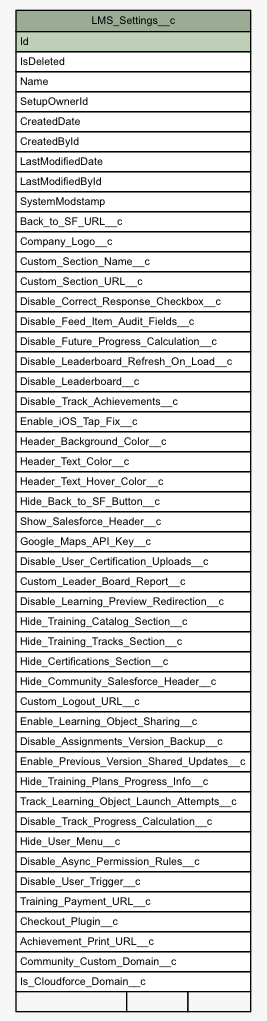 LMS_Settings__c
Id
IsDeleted
Name
SetupOwnerId
CreatedDate
CreatedById
LastModifiedDate
LastModifiedById
SystemModstamp
Back_to_SF_URL__c
Company_Logo__c
Custom_Section_Name__c
Custom_Section_URL__c
Disable_Correct_Response_Checkbox__c
Disable_Feed_Item_Audit_Fields__c
Disable_Future_Progress_Calculation__c
Disable_Leaderboard_Refresh_On_Load__c
Disable_Leaderboard__c
Disable_Track_Achievements__c
Enable_iOS_Tap_Fix__c
Header_Background_Color__c
Header_Text_Color__c
Header_Text_Hover_Color__c
Hide_Back_to_SF_Button__c
Show_Salesforce_Header__c
Google_Maps_API_Key__c
Disable_User_Certification_Uploads__c
Custom_Leader_Board_Report__c
Disable_Learning_Preview_Redirection__c
Hide_Training_Catalog_Section__c
Hide_Training_Tracks_Section__c
Hide_Certifications_Section__c
Hide_Community_Salesforce_Header__c
Custom_Logout_URL__c
Enable_Learning_Object_Sharing__c
Disable_Assignments_Version_Backup__c
Enable_Previous_Version_Shared_Updates__c
Hide_Training_Plans_Progress_Info__c
Track_Learning_Object_Launch_Attempts__c
Disable_Track_Progress_Calculation__c
Hide_User_Menu__c
Disable_Async_Permission_Rules__c
Disable_User_Trigger__c
Training_Payment_URL__c
Checkout_Plugin__c
Achievement_Print_URL__c
Community_Custom_Domain__c
Is_Cloudforce_Domain__c